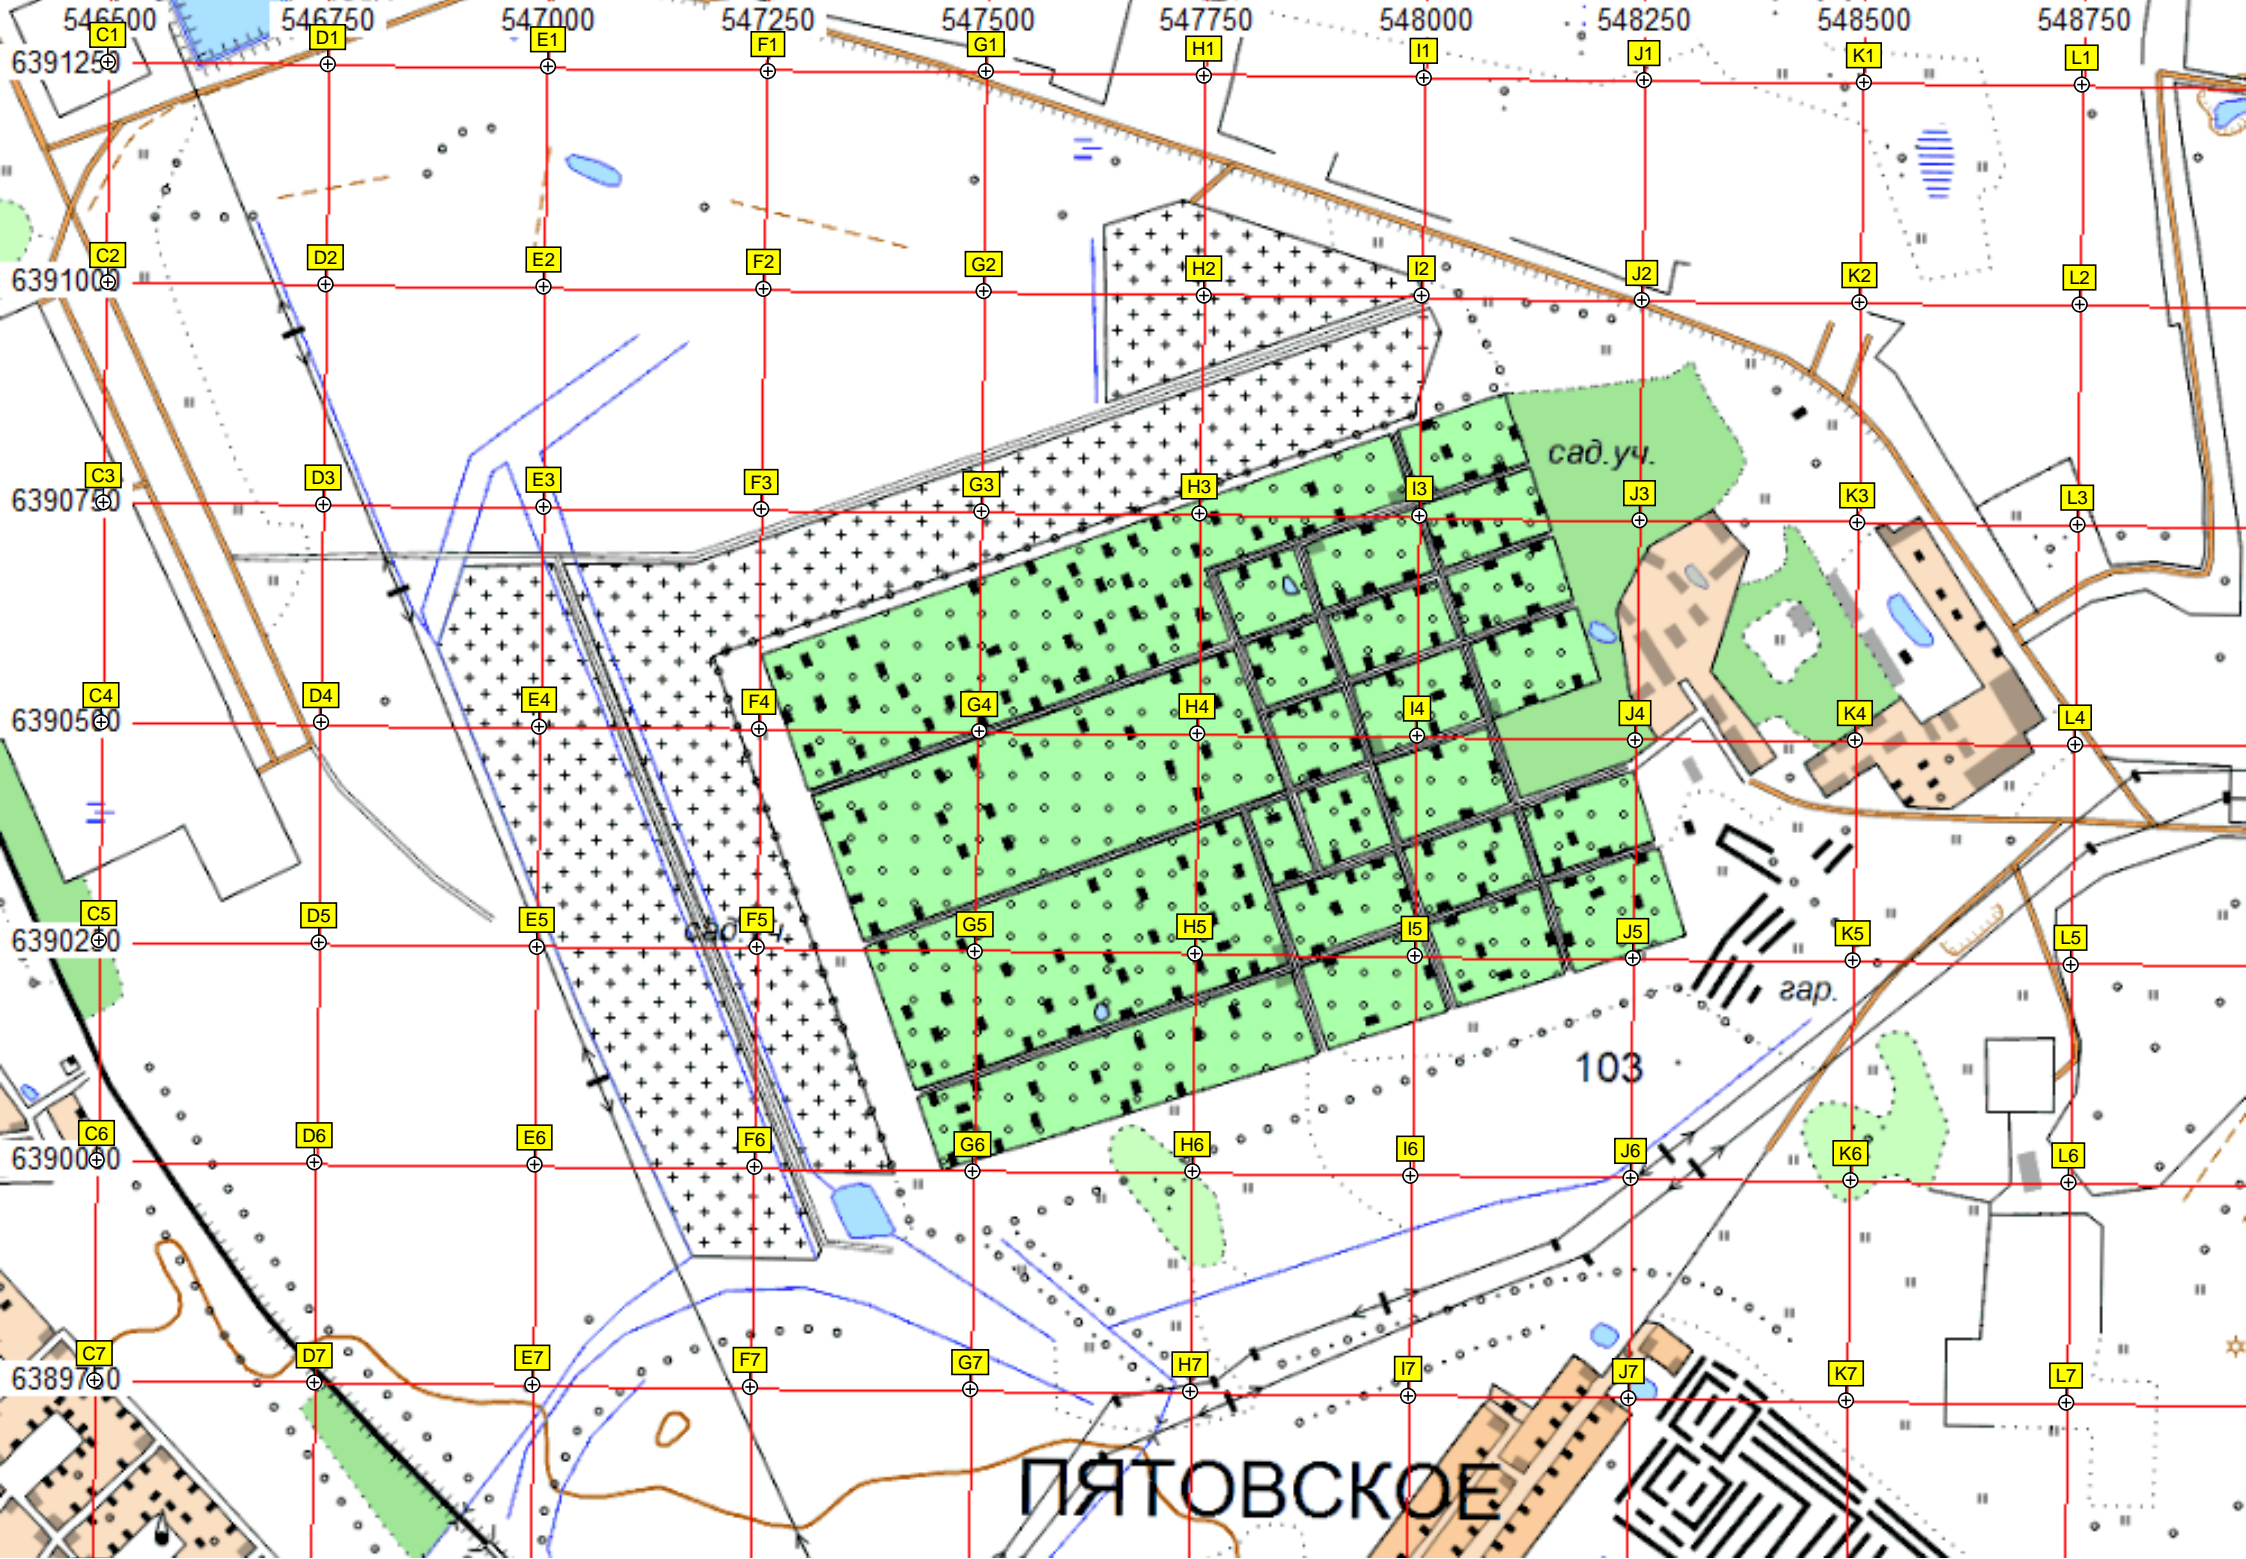 546500 546750 547000 547250 547500 547750 548000 548250 548500 548750
C1 D1 E1 F1 G1 H1 I1 J1 K1 L1
6391250
C2 D2 E2 F2 G2 H2 I2 J2 K2 L2
6391000
сад.уч.
C3 D3 E3 F3 G3 H3 I3 J3 K3 L3
6390750
C4 D4 E4 F4 G4 H4 I4 J4 K4 L4
6390500
C5 D5 E5 F5 G5 H5 I5 J5 K5 L5
6390250
гар.
103
C6 D6 E6 F6 G6 H6 I6 J6 K6 L6
6390000
C7 D7 E7 F7 G7 H7 I7 J7 K7 L7
6389750
ПЯТОВСКОЕ